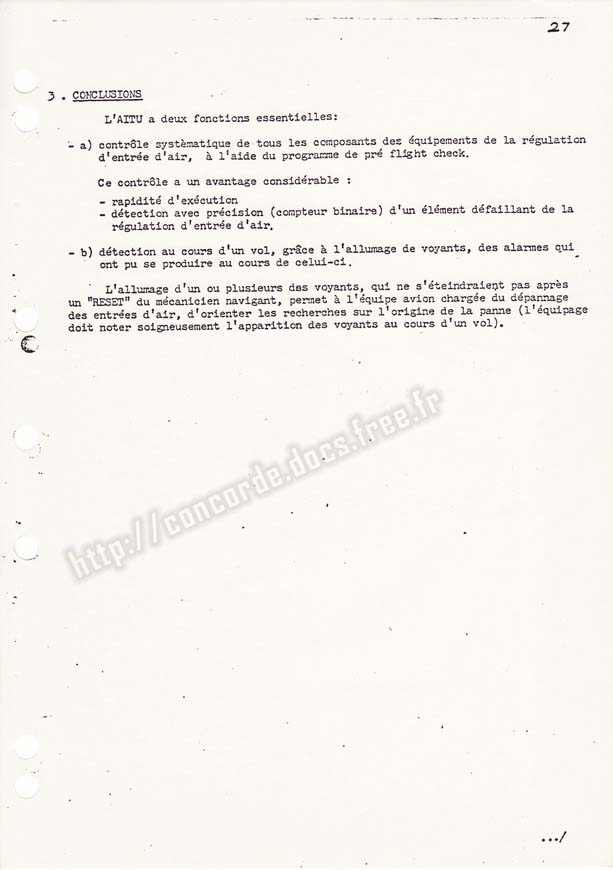 27
3 . CONCLUSIONS
L'AITU a deux fonctions essentielles:
- a) contrôle systèmatique de tous les composants des équipements de la régulation
d'entrée d'air, à l'aide du programme de pré flight check.
Ce contrôle a un avantage considérable :
- rapidité d'exécution
- détection avec précision (compteur binaire) d'un élément défaillant de la
régulation d'entrée d'air.
- b) détection au cours d'un vol, grâce à l'allumage de voyants, des alarmes qui
ont pu se produire au cours de celui-ci.
L'allumage d'un ou plusieurs des voyants, qui ne s'éteindraient pas après
un "RESET" du mécanicien navigant, permet à l'équipe avion chargée du dépannage
des entrées d'air, d'orienter les recherches sur l'origine de la panne (l'équipage
doit noter soigneusement l'apparition des voyants au cours d'un vol).
http://concorde.docs.free.fr
.../